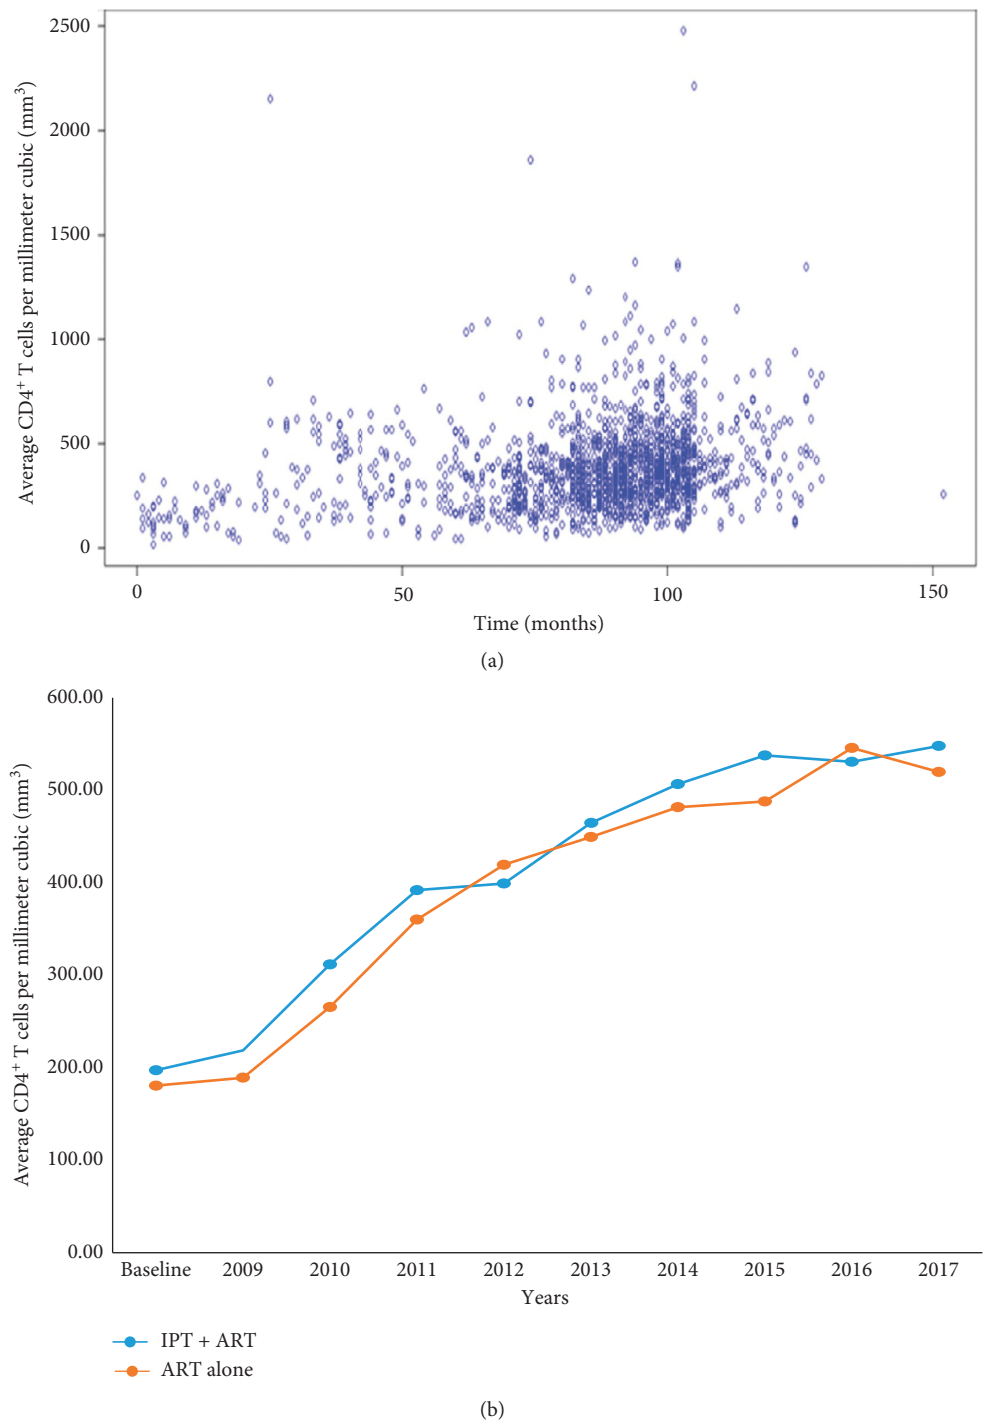 2500
2000
1500
1000
500
0
Average CD4⁺ T cells per millimeter cubic (mm³)
0 50 100 150
Time (months)
(a)
600.00
500.00
400.00
300.00
200.00
100.00
0.00
Average CD4⁺ T cells per millimeter cubic (mm³)
Baseline 2009 2010 2011 2012 2013 2014 2015 2016 2017
Years
IPT + ART
ART alone
(b)